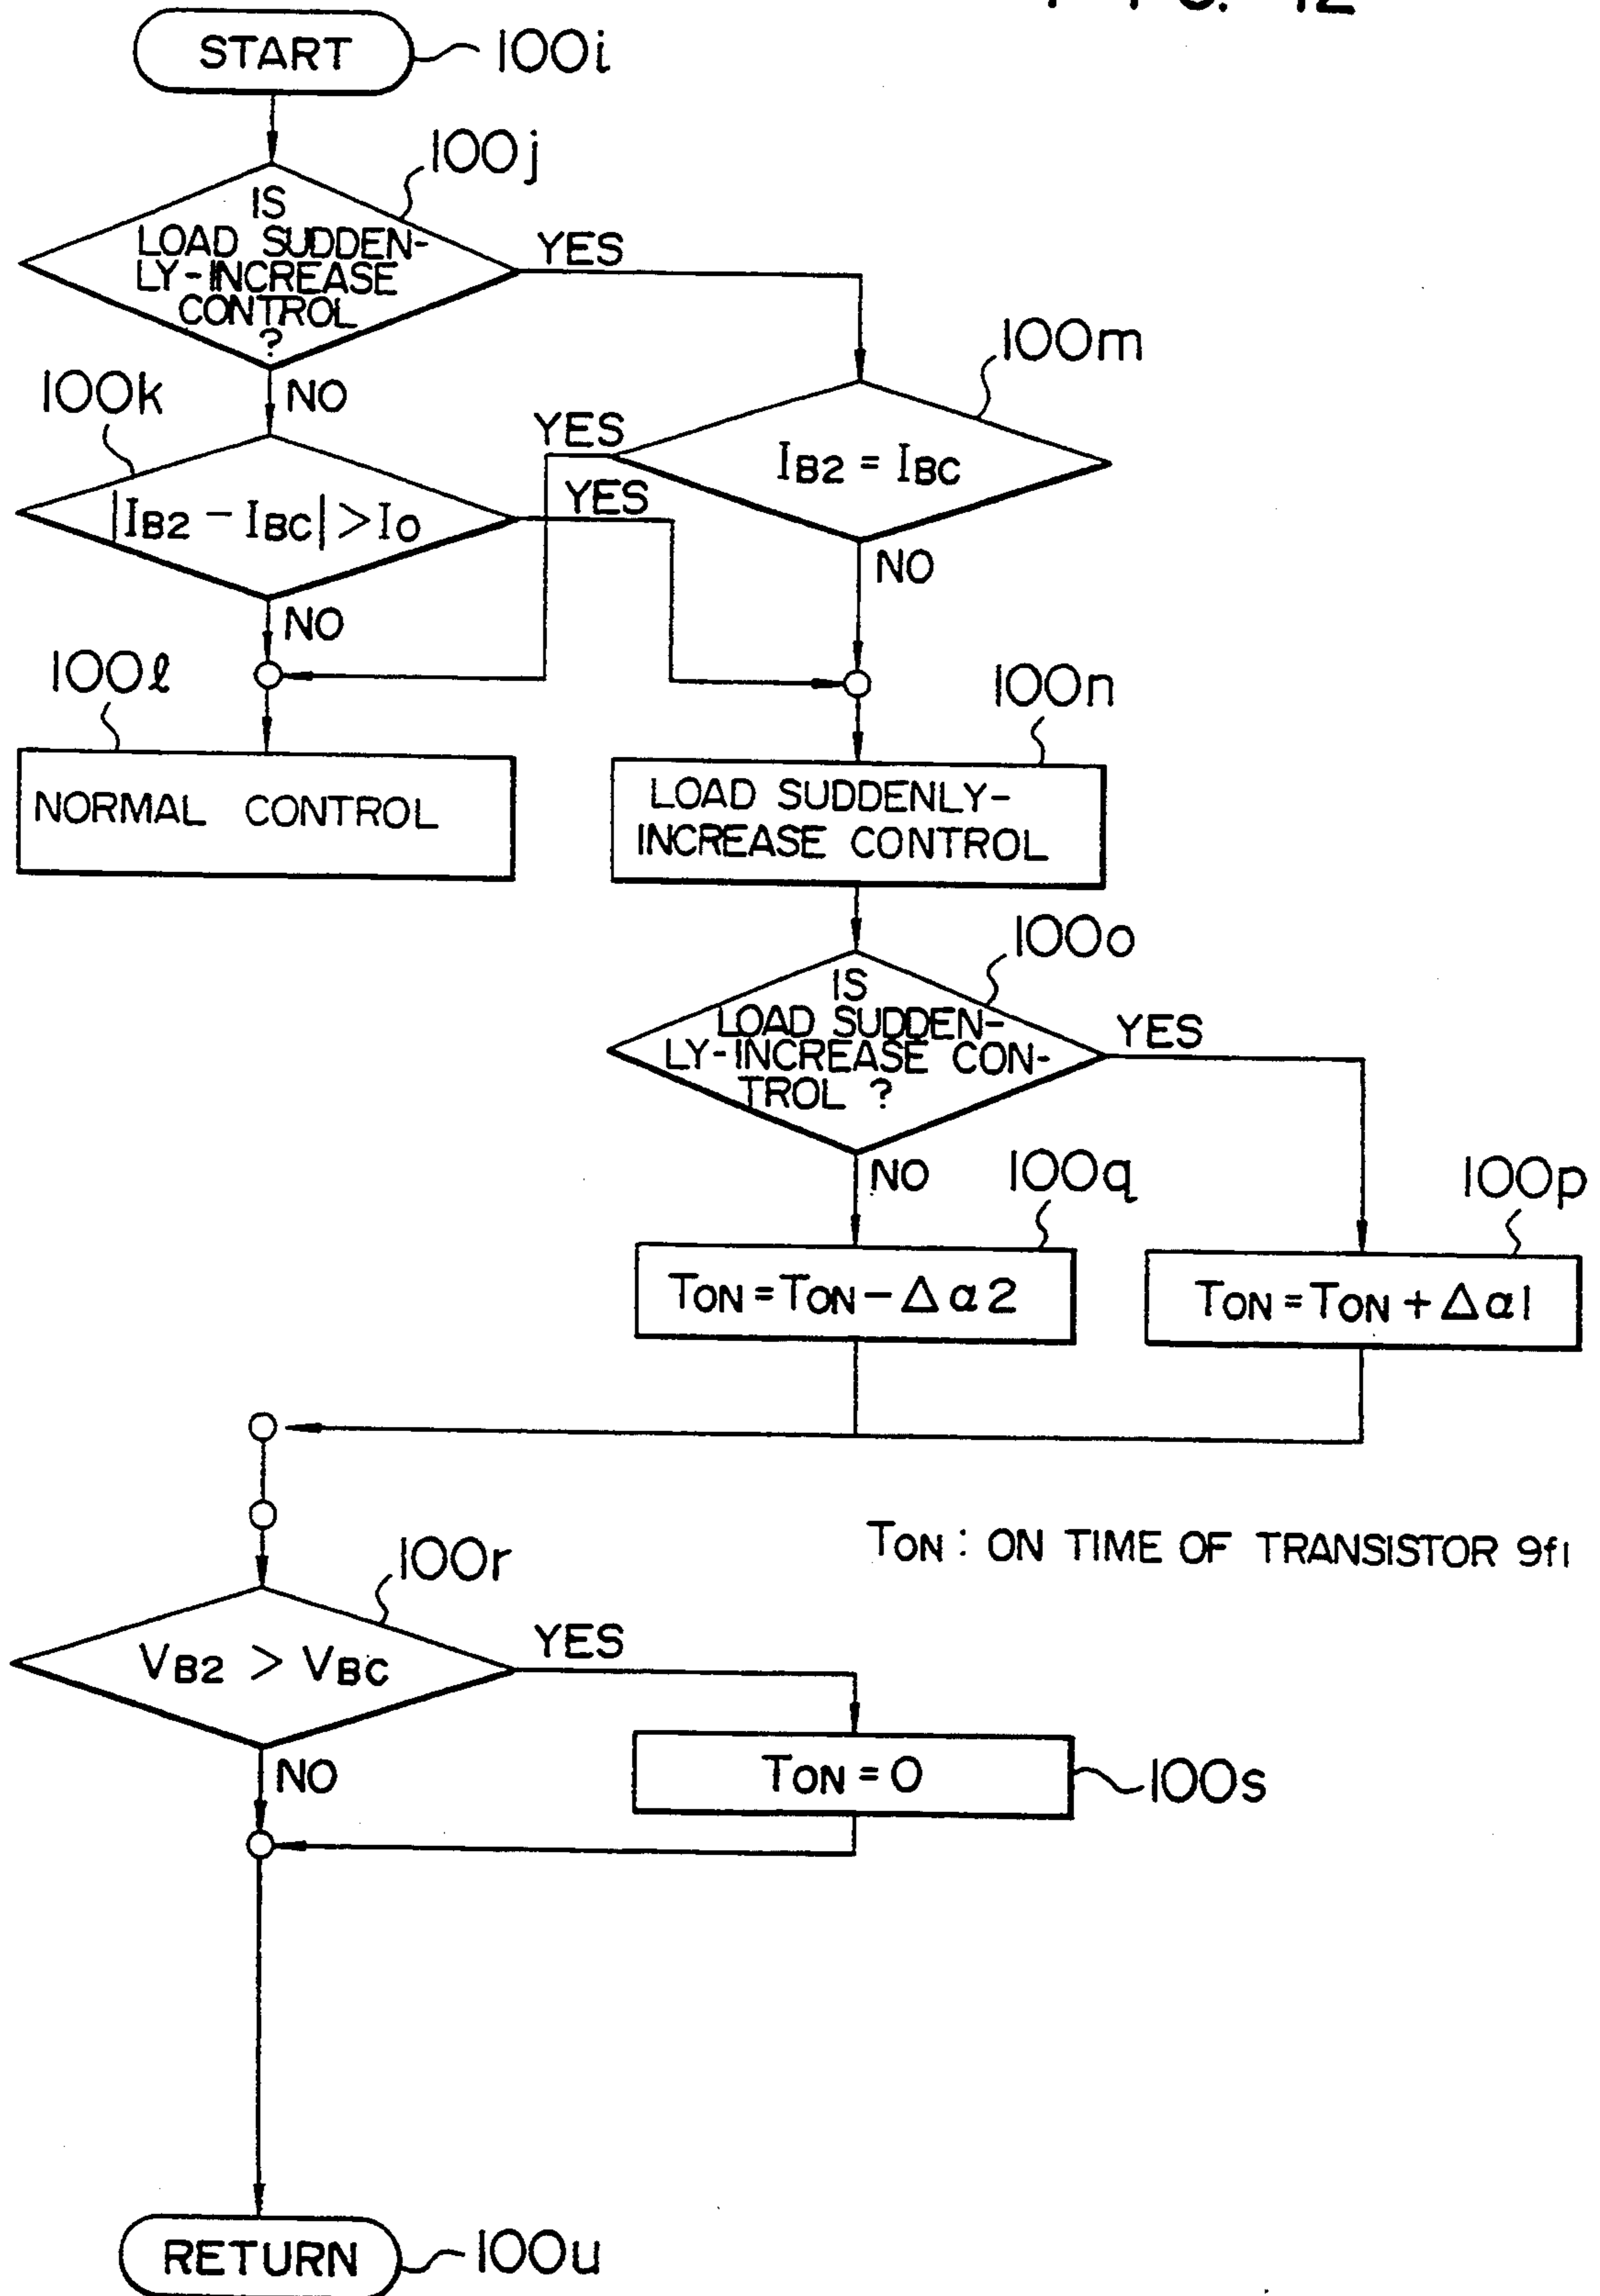 START
100i
100j
IS
LOAD SUDDEN-
LY-INCREASE
CONTROL
?
YES
NO
100k
100m
YES
IB2 = IBC
|IB2 - IBC| > IO
YES
NO
NO
100ℓ
100n
NORMAL CONTROL
LOAD SUDDENLY-
INCREASE CONTROL
100o
IS
LOAD SUDDEN-
LY-INCREASE CON-
TROL ?
YES
NO
100q
100p
TON = TON - Δα2
TON = TON + Δα1
TON : ON TIME OF TRANSISTOR 9f1
100r
VB2 > VBC
YES
NO
TON = 0
100s
RETURN
100u